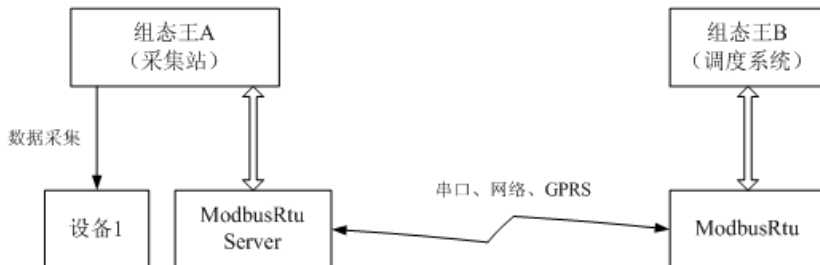 组态王A
（采集站）
组态王B
（调度系统）
数据采集
串口、网络、GPRS
设备1
ModbusRtu
Server
ModbusRtu